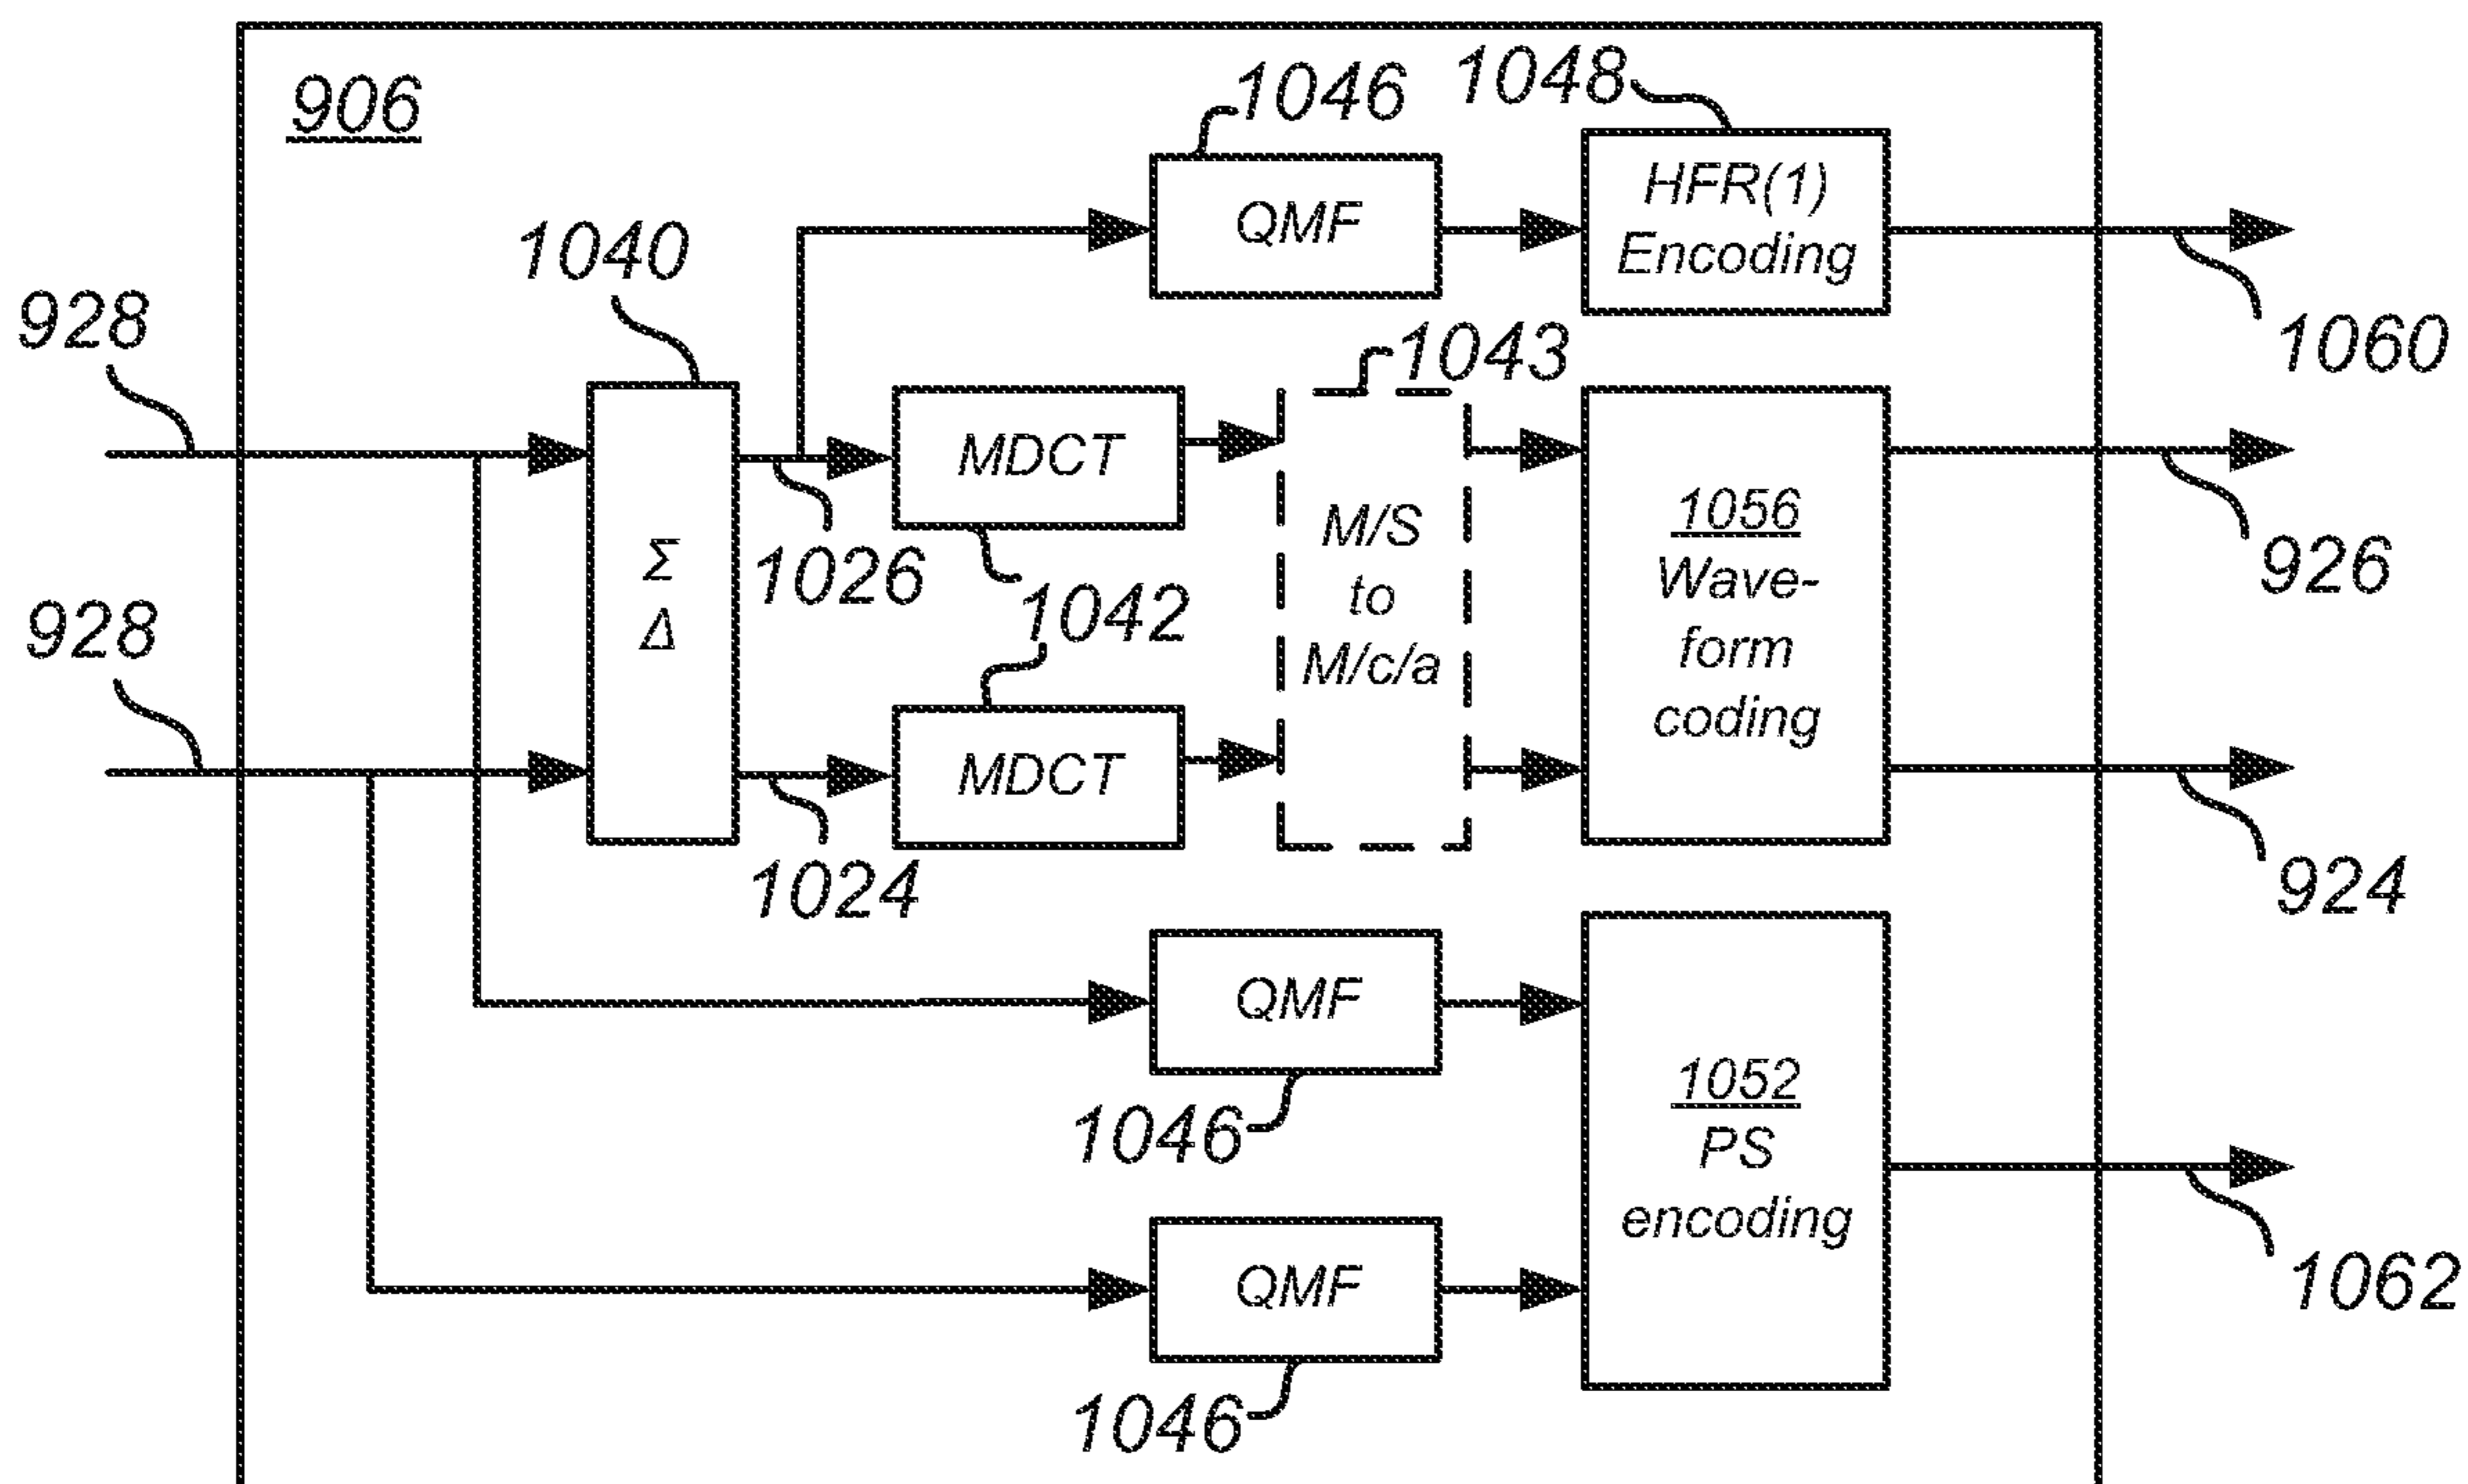 906
1046
1048
QMF
HFR(1)
Encoding
1060
1040
928
1043
MDCT
1026
1042
M/S
to
M/c/a
1056
Wave-
form
coding
926
Σ
Δ
928
MDCT
1024
924
QMF
1046
1052
PS
encoding
1062
QMF
1046